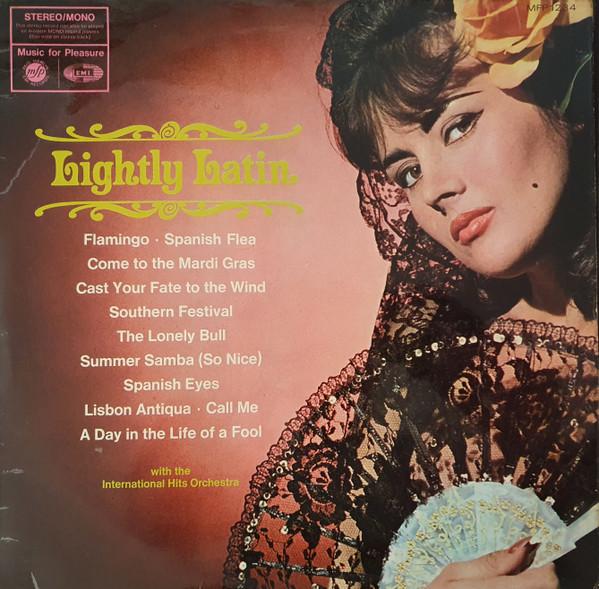 STEREO/MONO
Music for Pleasure
mfp
EMI
MFP 1234
Lightly Latin
Flamingo · Spanish Flea
Come to the Mardi Gras
Cast Your Fate to the Wind
Southern Festival
The Lonely Bull
Summer Samba (So Nice)
Spanish Eyes
Lisbon Antiqua · Call Me
A Day in the Life of a Fool
with the
International Hits Orchestra